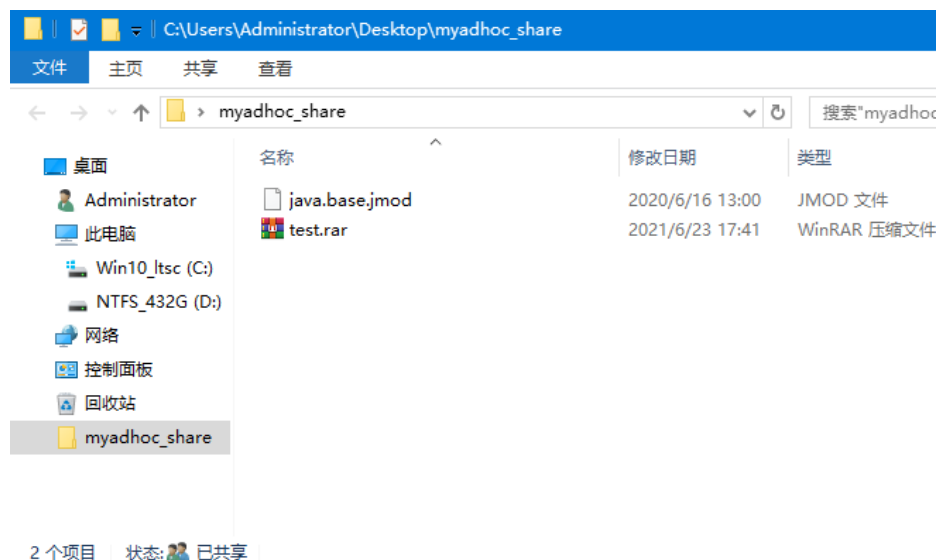 C:\Users\Administrator\Desktop\myadhoc_share
文件 主页 共享 查看
myadhoc_share 搜索"myadhoc
名称 修改日期 类型
桌面
Administrator
此电脑
Win10_ltsc (C:)
NTFS_432G (D:)
网络
控制面板
回收站
myadhoc_share
java.base.jmod 2020/6/16 13:00 JMOD 文件
test.rar 2021/6/23 17:41 WinRAR 压缩文件
2 个项目 状态: 已共享